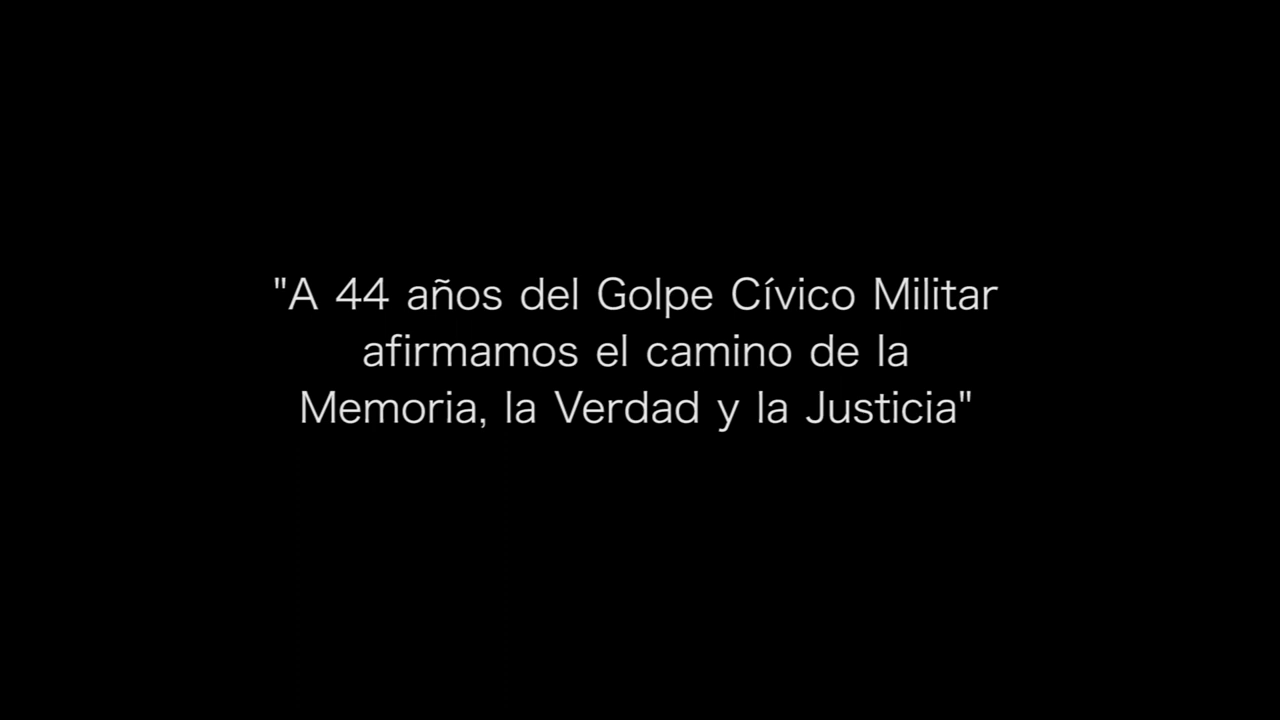 "A 44 años del Golpe Cívico Militar
afirmamos el camino de la
Memoria, la Verdad y la Justicia"